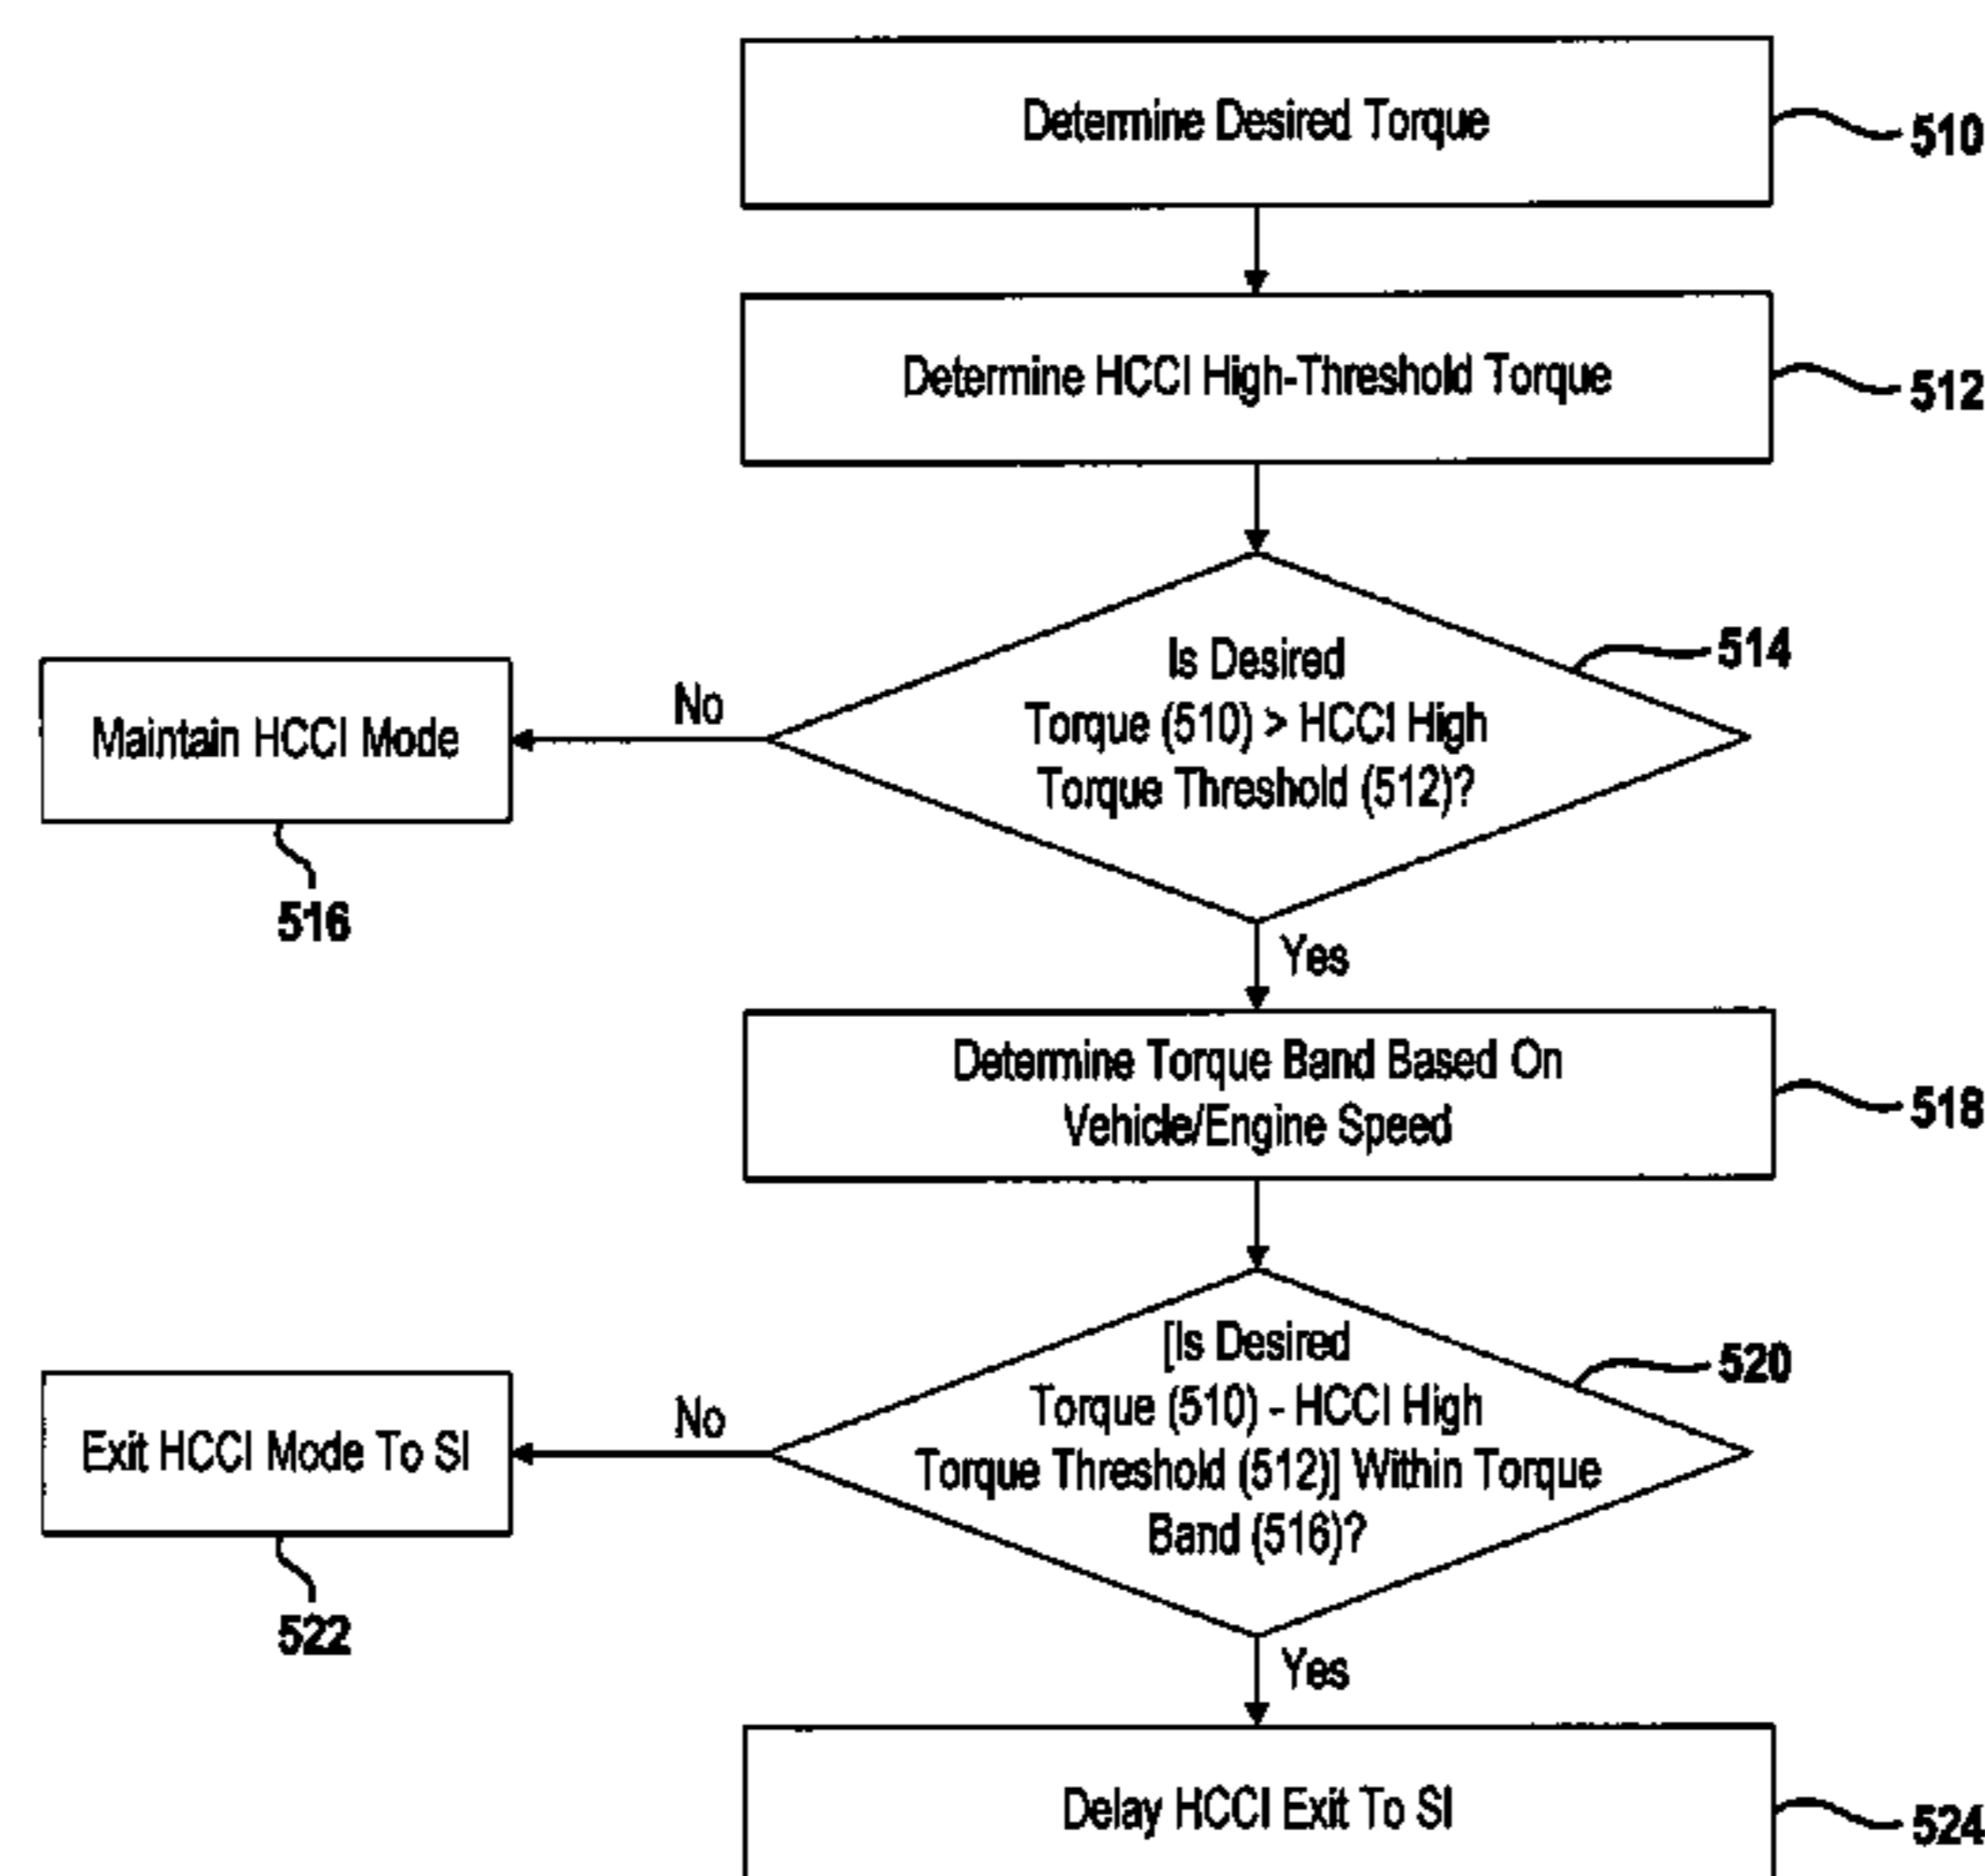 Determine Desired Torque
510
Determine HCCI High-Threshold Torque
512
Is Desired
Torque (510) > HCCI High
Torque Threshold (512)?
514
No
Maintain HCCI Mode
516
Yes
Determine Torque Band Based On
Vehicle/Engine Speed
518
[Is Desired
Torque (510) - HCCI High
Torque Threshold (512)] Within Torque
Band (516)?
520
No
Exit HCCI Mode To SI
522
Yes
Delay HCCI Exit To SI
524